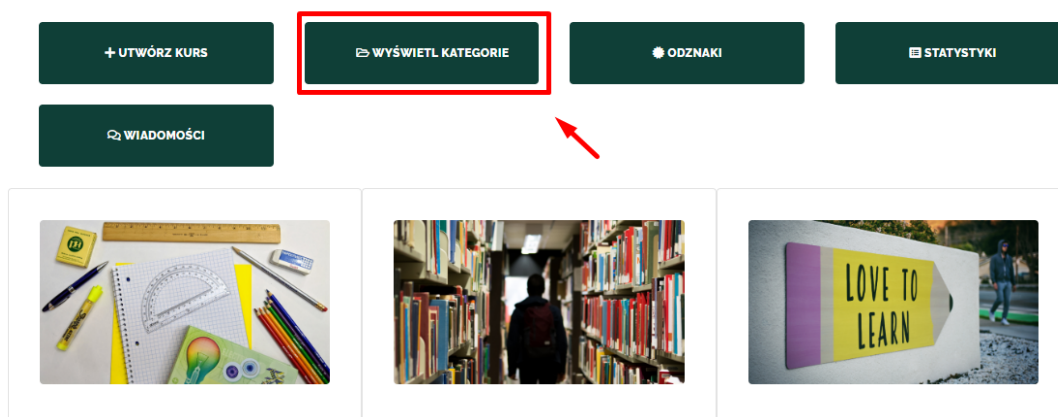 UTWÓRZ KURS
WYŚWIETL KATEGORIE
ODZNAKI
STATYSTYKI
WIADOMOŚCI
LOVE TO
LEARN